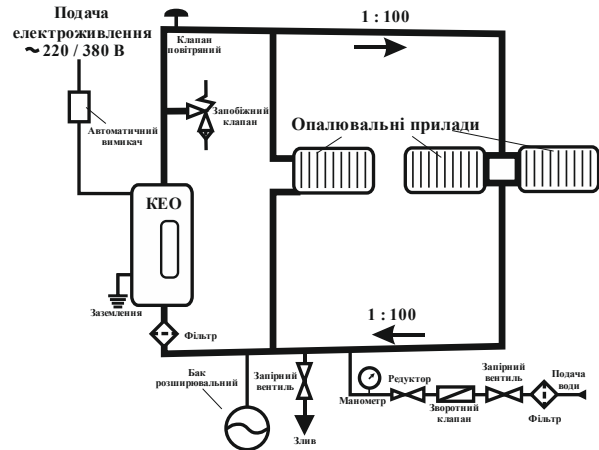 Подача
електроживлення
~ 220 / 380 В
Клапан
повітряний
1 : 100
Запобіжний
клапан
Автоматичний
вимикач
Опалювальні прилади
КЕО
Заземлення
Фільтр
1 : 100
Бак
розширювальний
Запірний
вентиль
Злив
Манометр
Редуктор
Зворотний
клапан
Запірний
вентиль
Подача
води
Фільтр